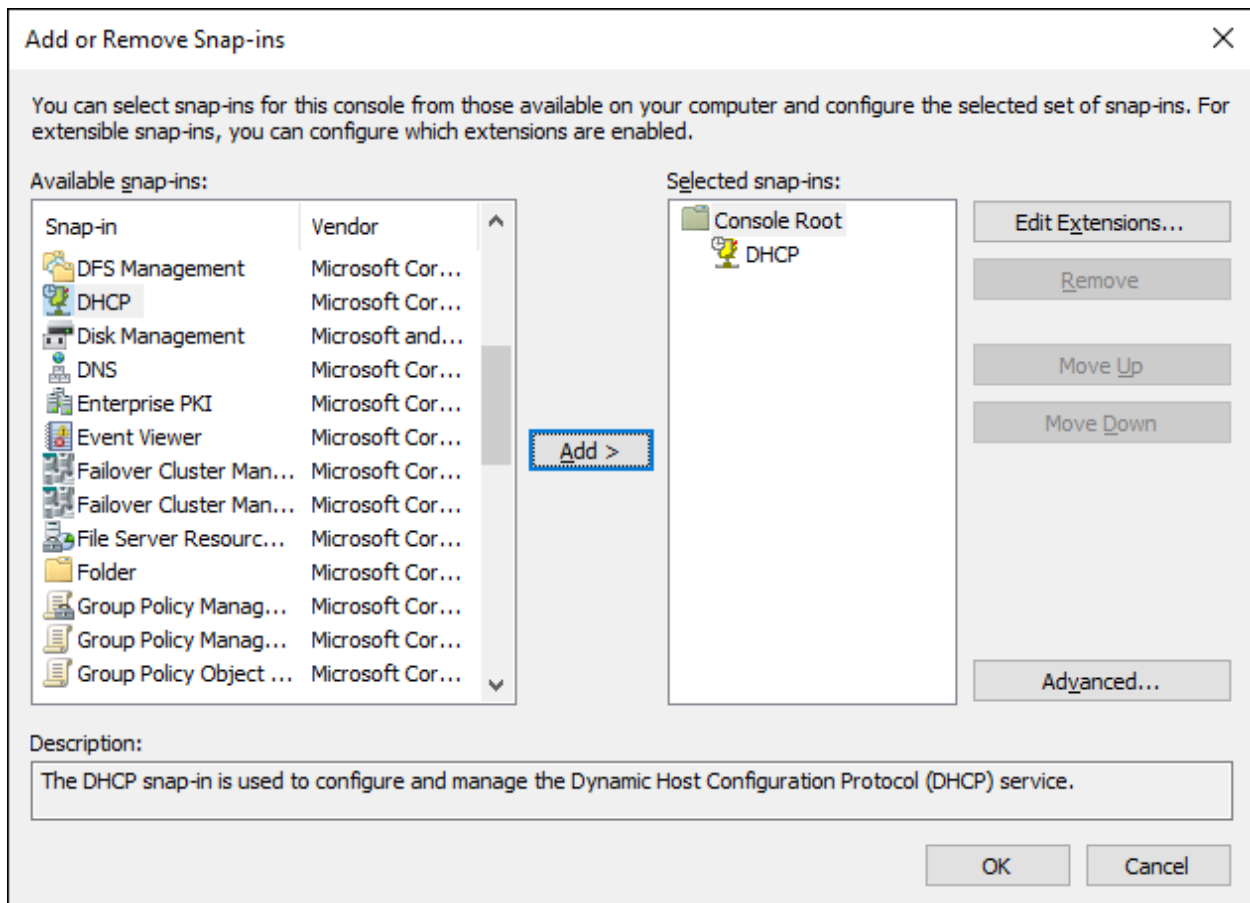 Add or Remove Snap-ins
You can select snap-ins for this console from those available on your computer and configure the selected set of snap-ins. For
extensible snap-ins, you can configure which extensions are enabled.
Available snap-ins:
Snap-in Vendor
DFS Management Microsoft Cor...
DHCP Microsoft Cor...
Disk Management Microsoft and...
DNS Microsoft Cor...
Enterprise PKI Microsoft Cor...
Event Viewer Microsoft Cor...
Failover Cluster Man... Microsoft Cor...
Failover Cluster Man... Microsoft Cor...
File Server Resourc... Microsoft Cor...
Folder Microsoft Cor...
Group Policy Manag... Microsoft Cor...
Group Policy Manag... Microsoft Cor...
Group Policy Object ... Microsoft Cor...
Add >
Selected snap-ins:
Console Root
DHCP
Edit Extensions...
Remove
Move Up
Move Down
Advanced...
Description:
The DHCP snap-in is used to configure and manage the Dynamic Host Configuration Protocol (DHCP) service.
OK
Cancel